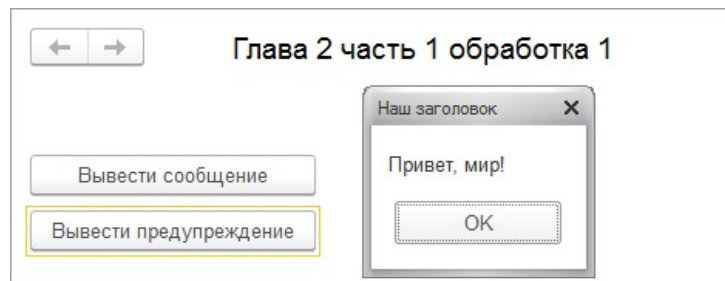 Глава 2 часть 1 обработка 1
Наш заголовок
Привет, мир!
OK
Вывести сообщение
Вывести предупреждение